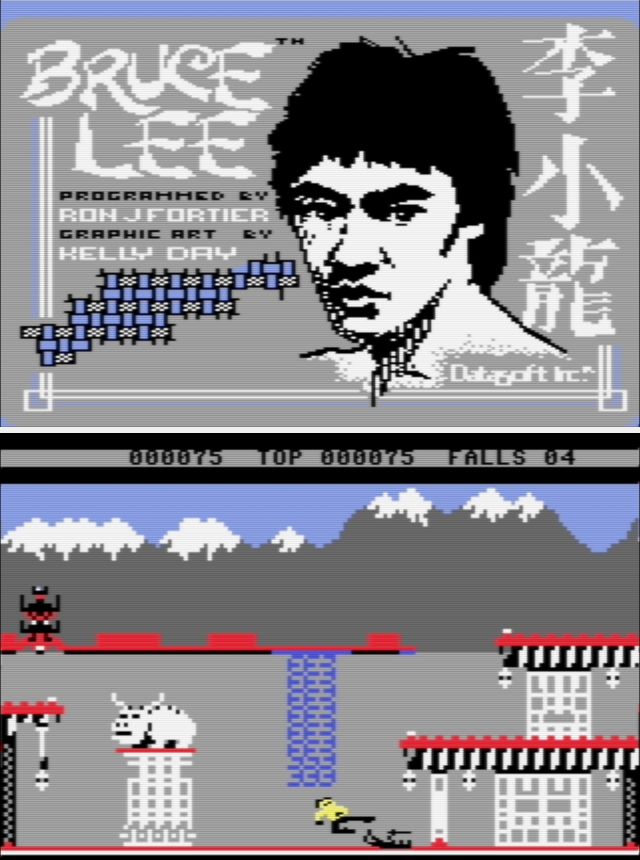 BRUCE LEE™
PROGRAMMED BY
RON J FORTIER
GRAPHIC ART BY
KELLY DAY
李小龍
Datasoft Inc.™
000075 TOP 000075 FALLS 04